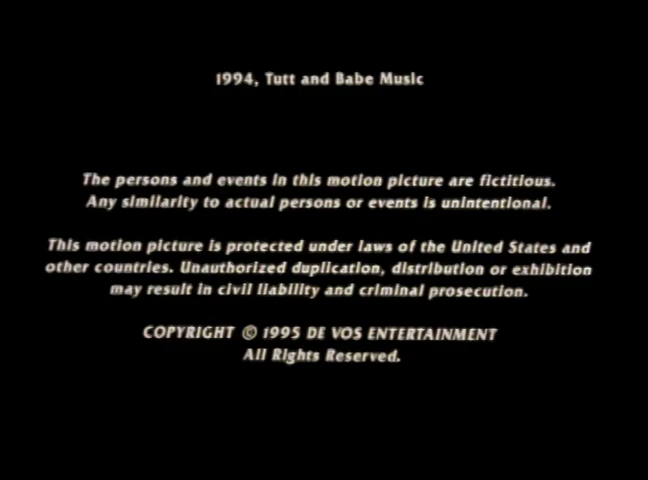 1994, Tutt and Babe Music
The persons and events in this motion picture are fictitious.
Any similarity to actual persons or events is unintentional.
This motion picture is protected under laws of the United States and
other countries. Unauthorized duplication, distribution or exhibition
may result in civil liability and criminal prosecution.
COPYRIGHT © 1995 DE VOS ENTERTAINMENT
All Rights Reserved.